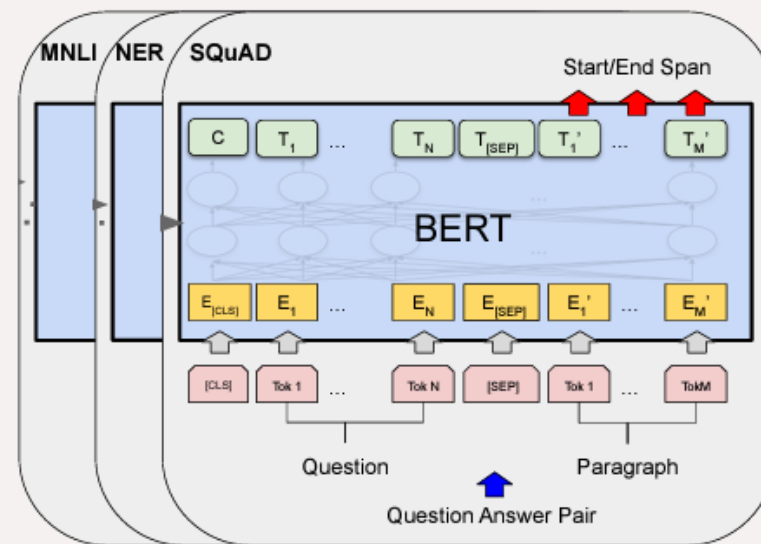 MNLI NER SQuAD
Start/End Span
C T1 ... TN T[SEP] T1' ... TM'
...
BERT
...
E[CLS] E1 ... EN E[SEP] E1' ... EM'
[CLS] Tok 1 ... Tok N [SEP] Tok 1 ... TokM
Question Paragraph
Question Answer Pair